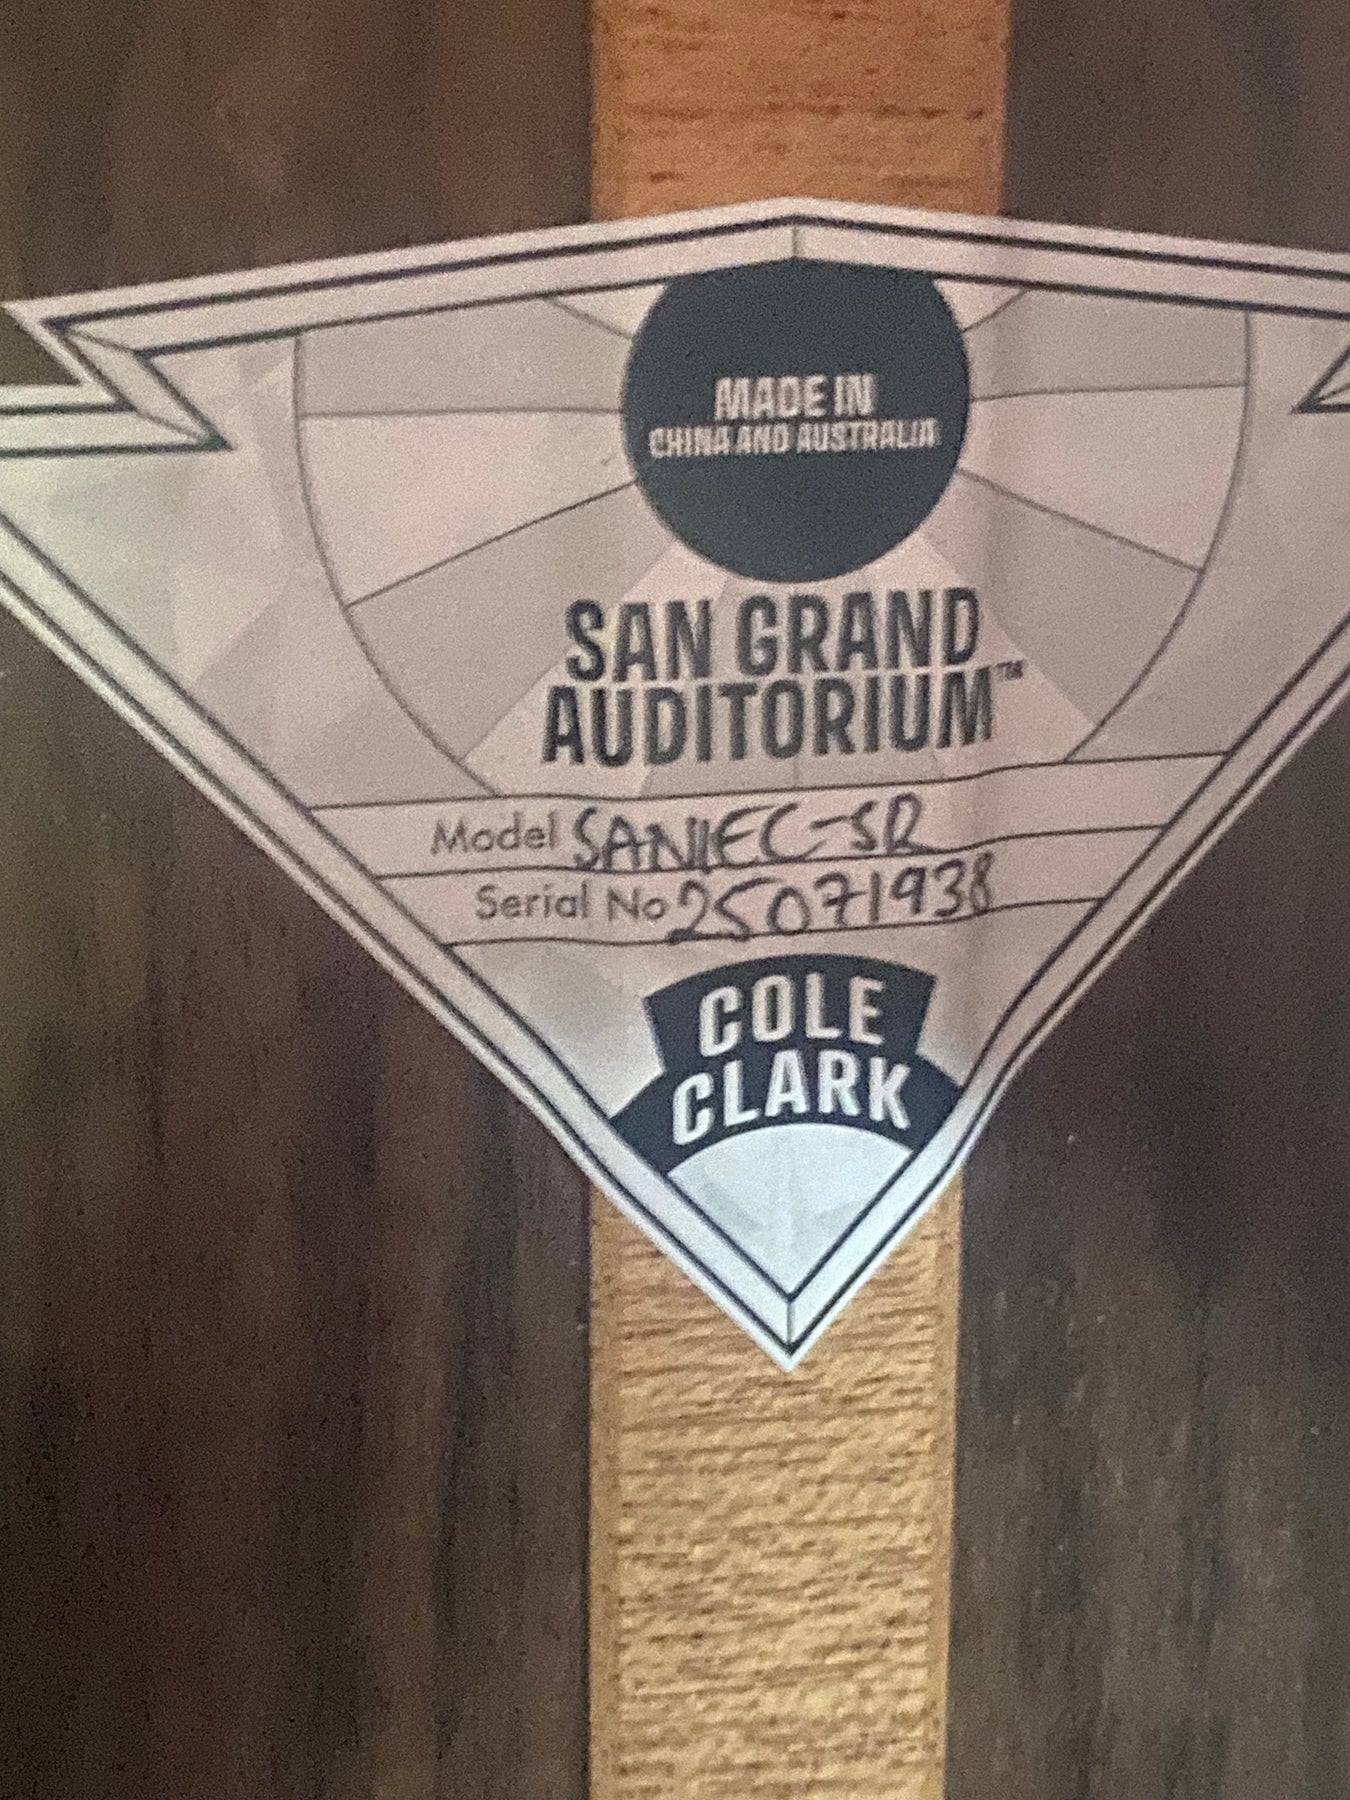 MADE IN
CHINA AND AUSTRALIA
SAN GRAND
AUDITORIUM™
Model SAN1EC-SR
Serial No 25071938
COLE
CLARK